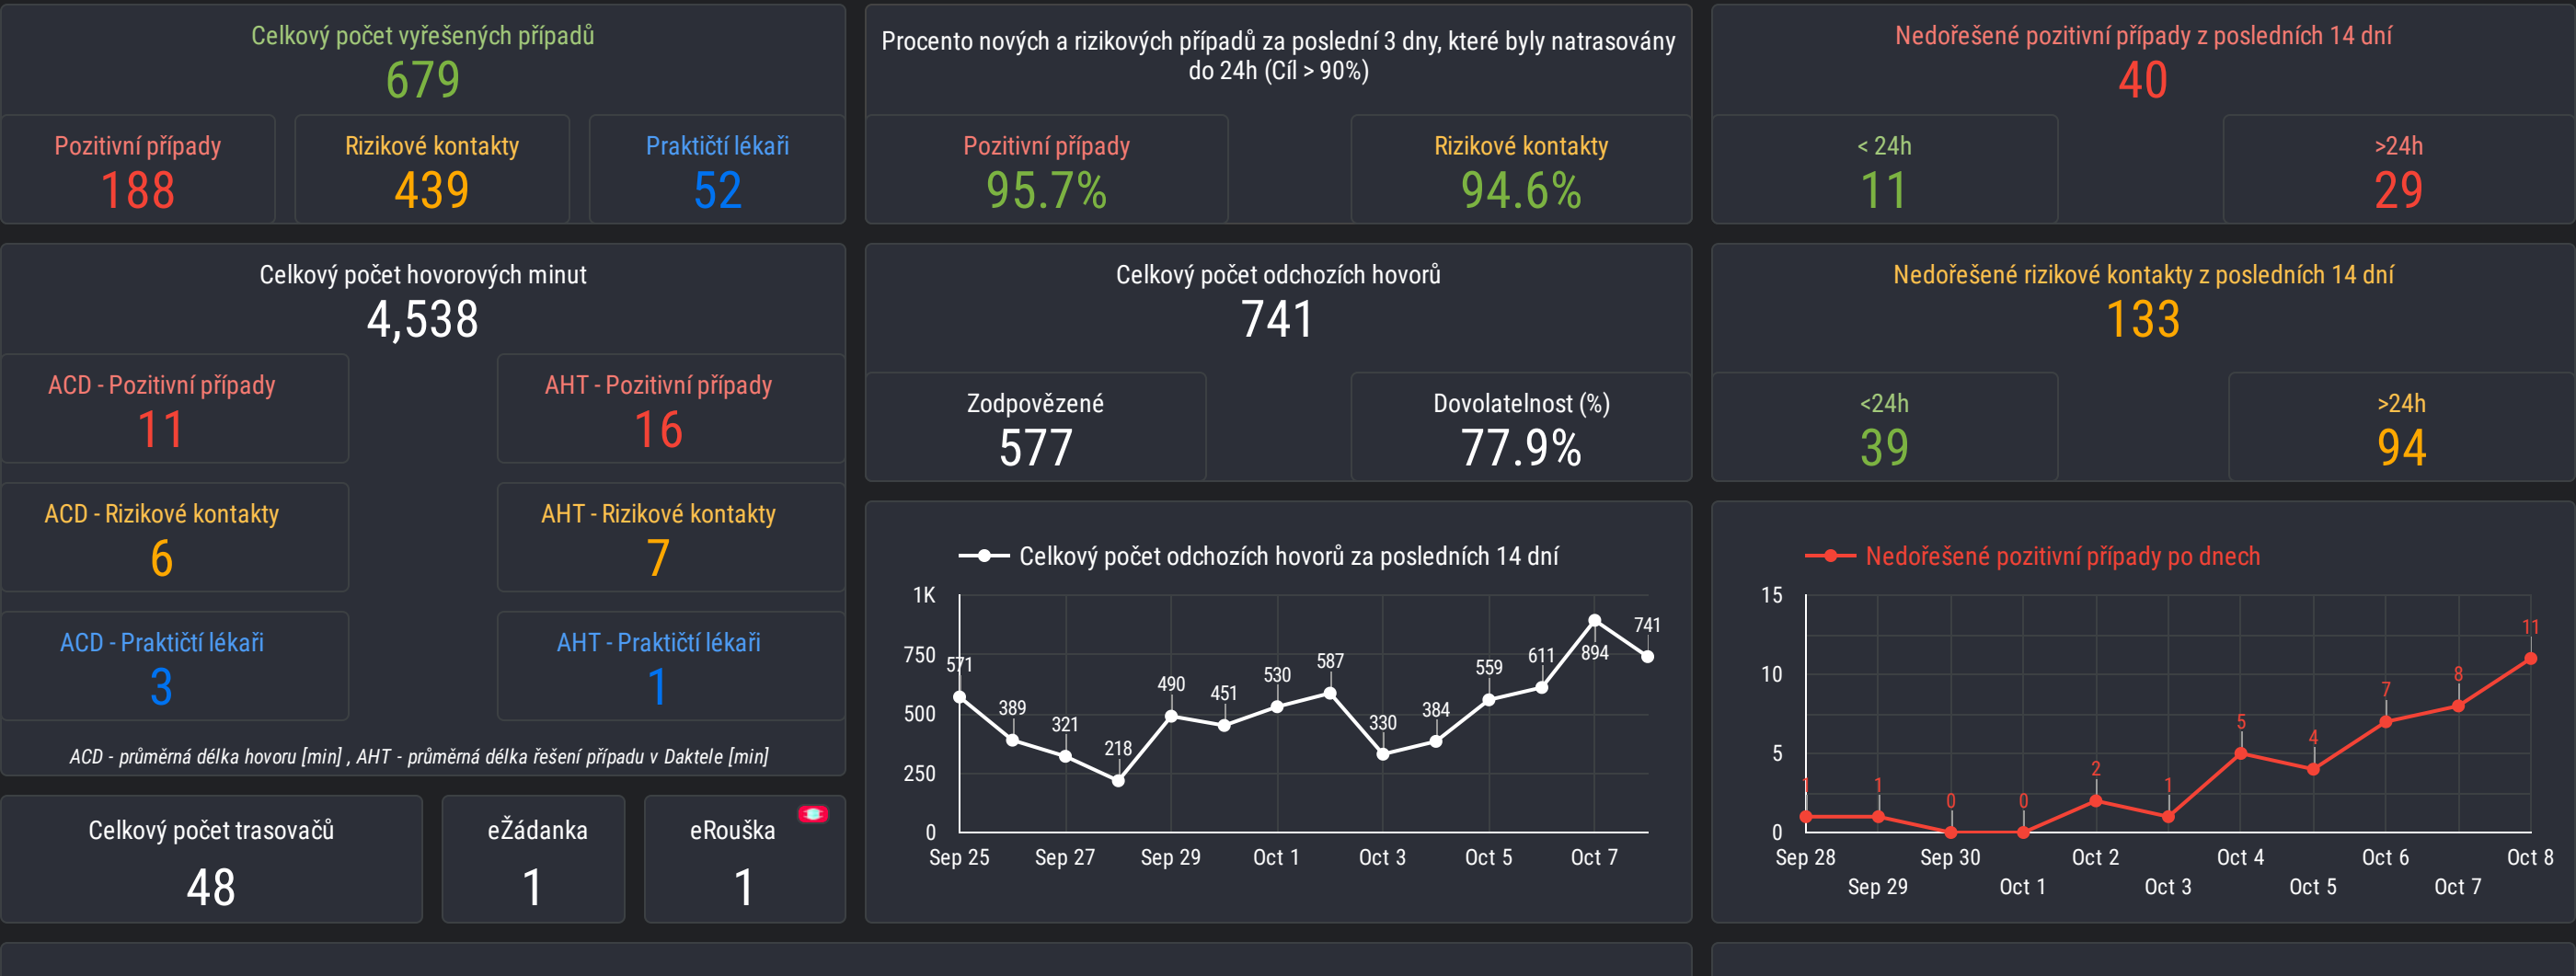 Celkový počet vyřešených případů
679
Pozitivní případy
188
Rizikové kontakty
439
Praktičtí lékaři
52
Procento nových a rizikových případů za poslední 3 dny, které byly natrasovány
do 24h (Cíl > 90%)
Pozitivní případy
95.7%
Rizikové kontakty
94.6%
Nedořešené pozitivní případy z posledních 14 dní
40
< 24h
11
>24h
29
Celkový počet hovorových minut
4,538
ACD - Pozitivní případy
11
AHT - Pozitivní případy
16
ACD - Rizikové kontakty
6
AHT - Rizikové kontakty
7
ACD - Praktičtí lékaři
3
AHT - Praktičtí lékaři
1
ACD - průměrná délka hovoru [min] , AHT - průměrná délka řešení případu v Daktele [min]
Celkový počet odchozích hovorů
741
Zodpovězené
577
Dovolatelnost (%)
77.9%
Nedořešené rizikové kontakty z posledních 14 dní
133
<24h
39
>24h
94
Celkový počet trasovačů
48
eŽádanka
1
eRouška
1
Celkový počet odchozích hovorů za posledních 14 dní
1K
750
500
250
0
571
389
321
218
490
451
530
587
330
384
559
611
894
741
Sep 25
Sep 27
Sep 29
Oct 1
Oct 3
Oct 5
Oct 7
Nedořešené pozitivní případy po dnech
15
10
5
0
1
1
0
0
2
1
5
4
7
8
11
Sep 28
Sep 29
Sep 30
Oct 1
Oct 2
Oct 3
Oct 4
Oct 5
Oct 6
Oct 7
Oct 8